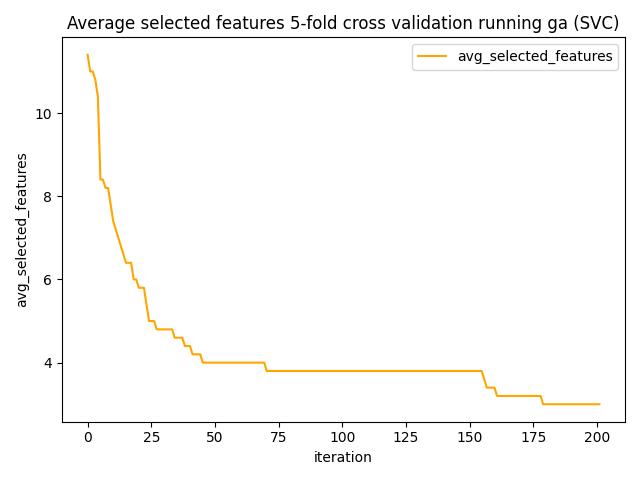 Average selected features 5-fold cross validation running ga (SVC)
avg_selected_features
avg_selected_features
10
8
6
4
0 25 50 75 100 125 150 175 200
iteration